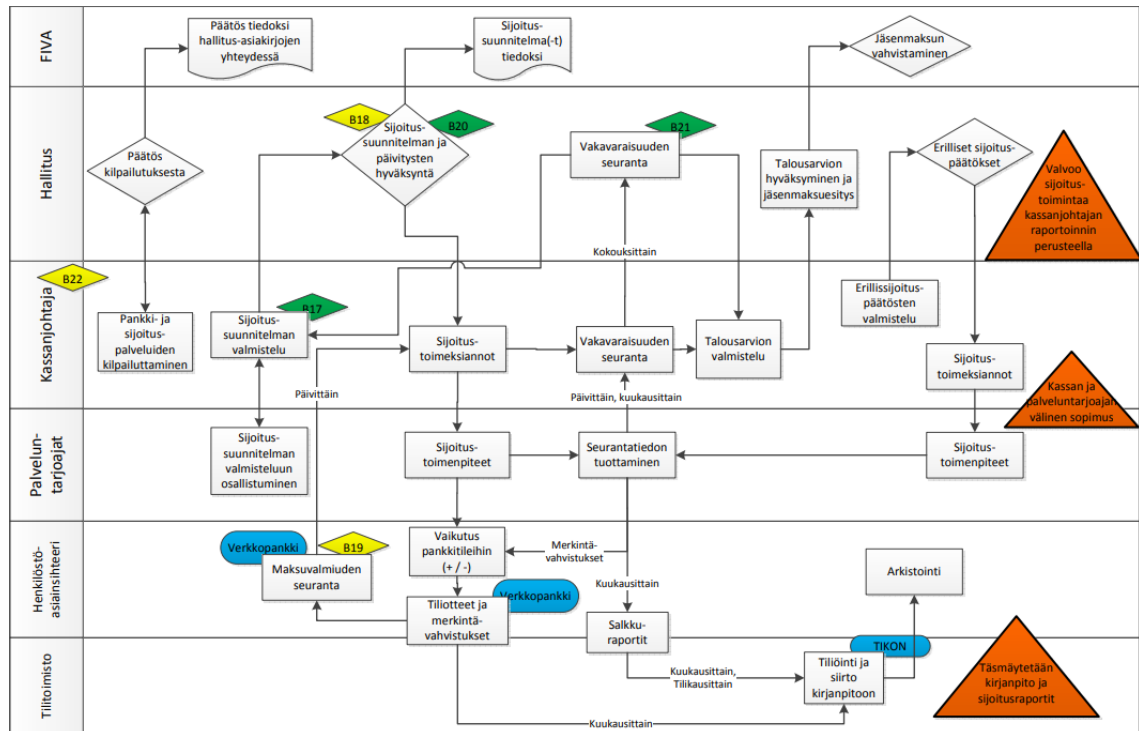 FIVA
Päätös tiedoksi
hallitus-asiakirjojen
yhteydessä
Sijoitus-
suunnitelma(-t)
tiedoksi
Jäsenmaksun
vahvistaminen
Hallitus
Päätös
kilpailutuksesta
B18
Sijoitus-
suunnitelman ja
päivitysten
hyväksyntä
B20
Vakavaraisuuden
seuranta
B21
Talousarvion
hyväksyminen ja
jäsenmaksuesitys
Erilliset sijoitus-
päätökset
Valvoo
sijoitus-
toimintaa
kassanjohtajan
raportoinnin
perusteella
Kokouksittain
Kassanjohtaja
B22
Pankki- ja
sijoitus-
palveluiden
kilpailuttaminen
B17
Sijoitus-
suunnitelman
valmistelu
Sijoitus-
toimeksiannot
Vakavaraisuuden
seuranta
Talousarvion
valmistelu
Erillissijoitus-
päätösten
valmistelu
Sijoitus-
toimeksiannot
Kassan ja
palveluntarjoajan
välinen sopimus
Päivittäin
Päivittäin, kuukausittain
Palvelun-
tarjoajat
Sijoitus-
suunnitelman
valmisteluun
osallistuminen
Sijoitus-
toimenpiteet
Seurantatiedon
tuottaminen
Sijoitus-
toimenpiteet
Henkilöstö-
asiainsihteeri
Verkkopankki
B19
Maksuvalmiuden
seuranta
Vaikutus
pankkitileihin
(+ / -)
Merkintä-
vahvistukset
Verkkopankki
Tiliotteet ja
merkintä-
vahvistukset
Kuukausittain
Salkku-
raportit
Arkistointi
Tilitoimisto
Kuukausittain,
Tilikausittain
TIKON
Tiliöinti ja
siirto
kirjanpitoon
Kuukausittain
Täsmäytetään
kirjanpito ja
sijoitusraportit